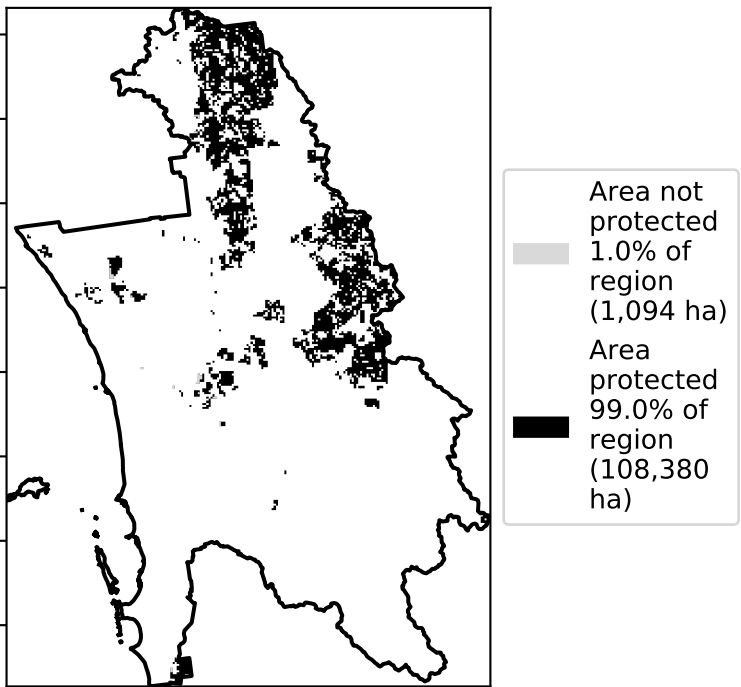 Area not
protected
1.0% of
region
(1,094 ha)
Area
protected
99.0% of
region
(108,380
ha)